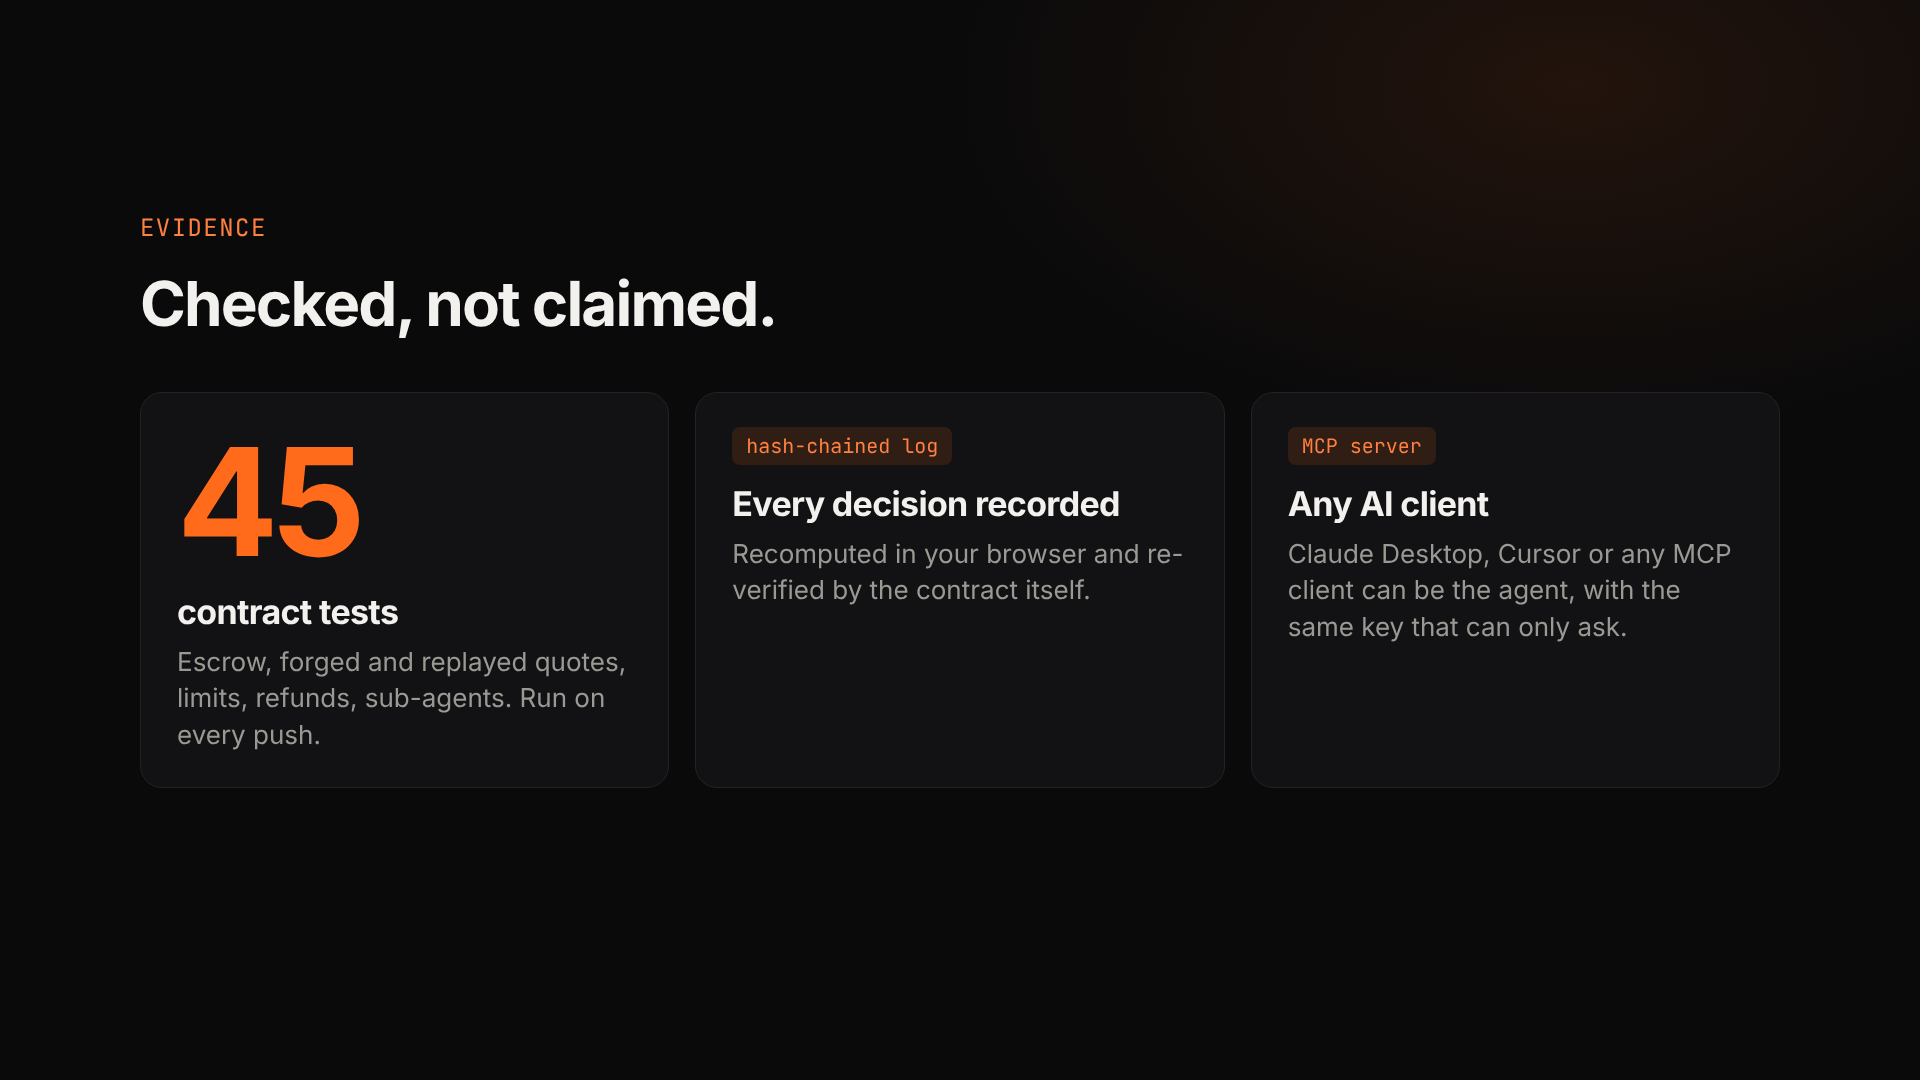 EVIDENCE
Checked, not claimed.
45
contract tests
Escrow, forged and replayed quotes,
limits, refunds, sub-agents. Run on
every push.
hash-chained log
Every decision recorded
Recomputed in your browser and re-
verified by the contract itself.
MCP server
Any AI client
Claude Desktop, Cursor or any MCP
client can be the agent, with the
same key that can only ask.